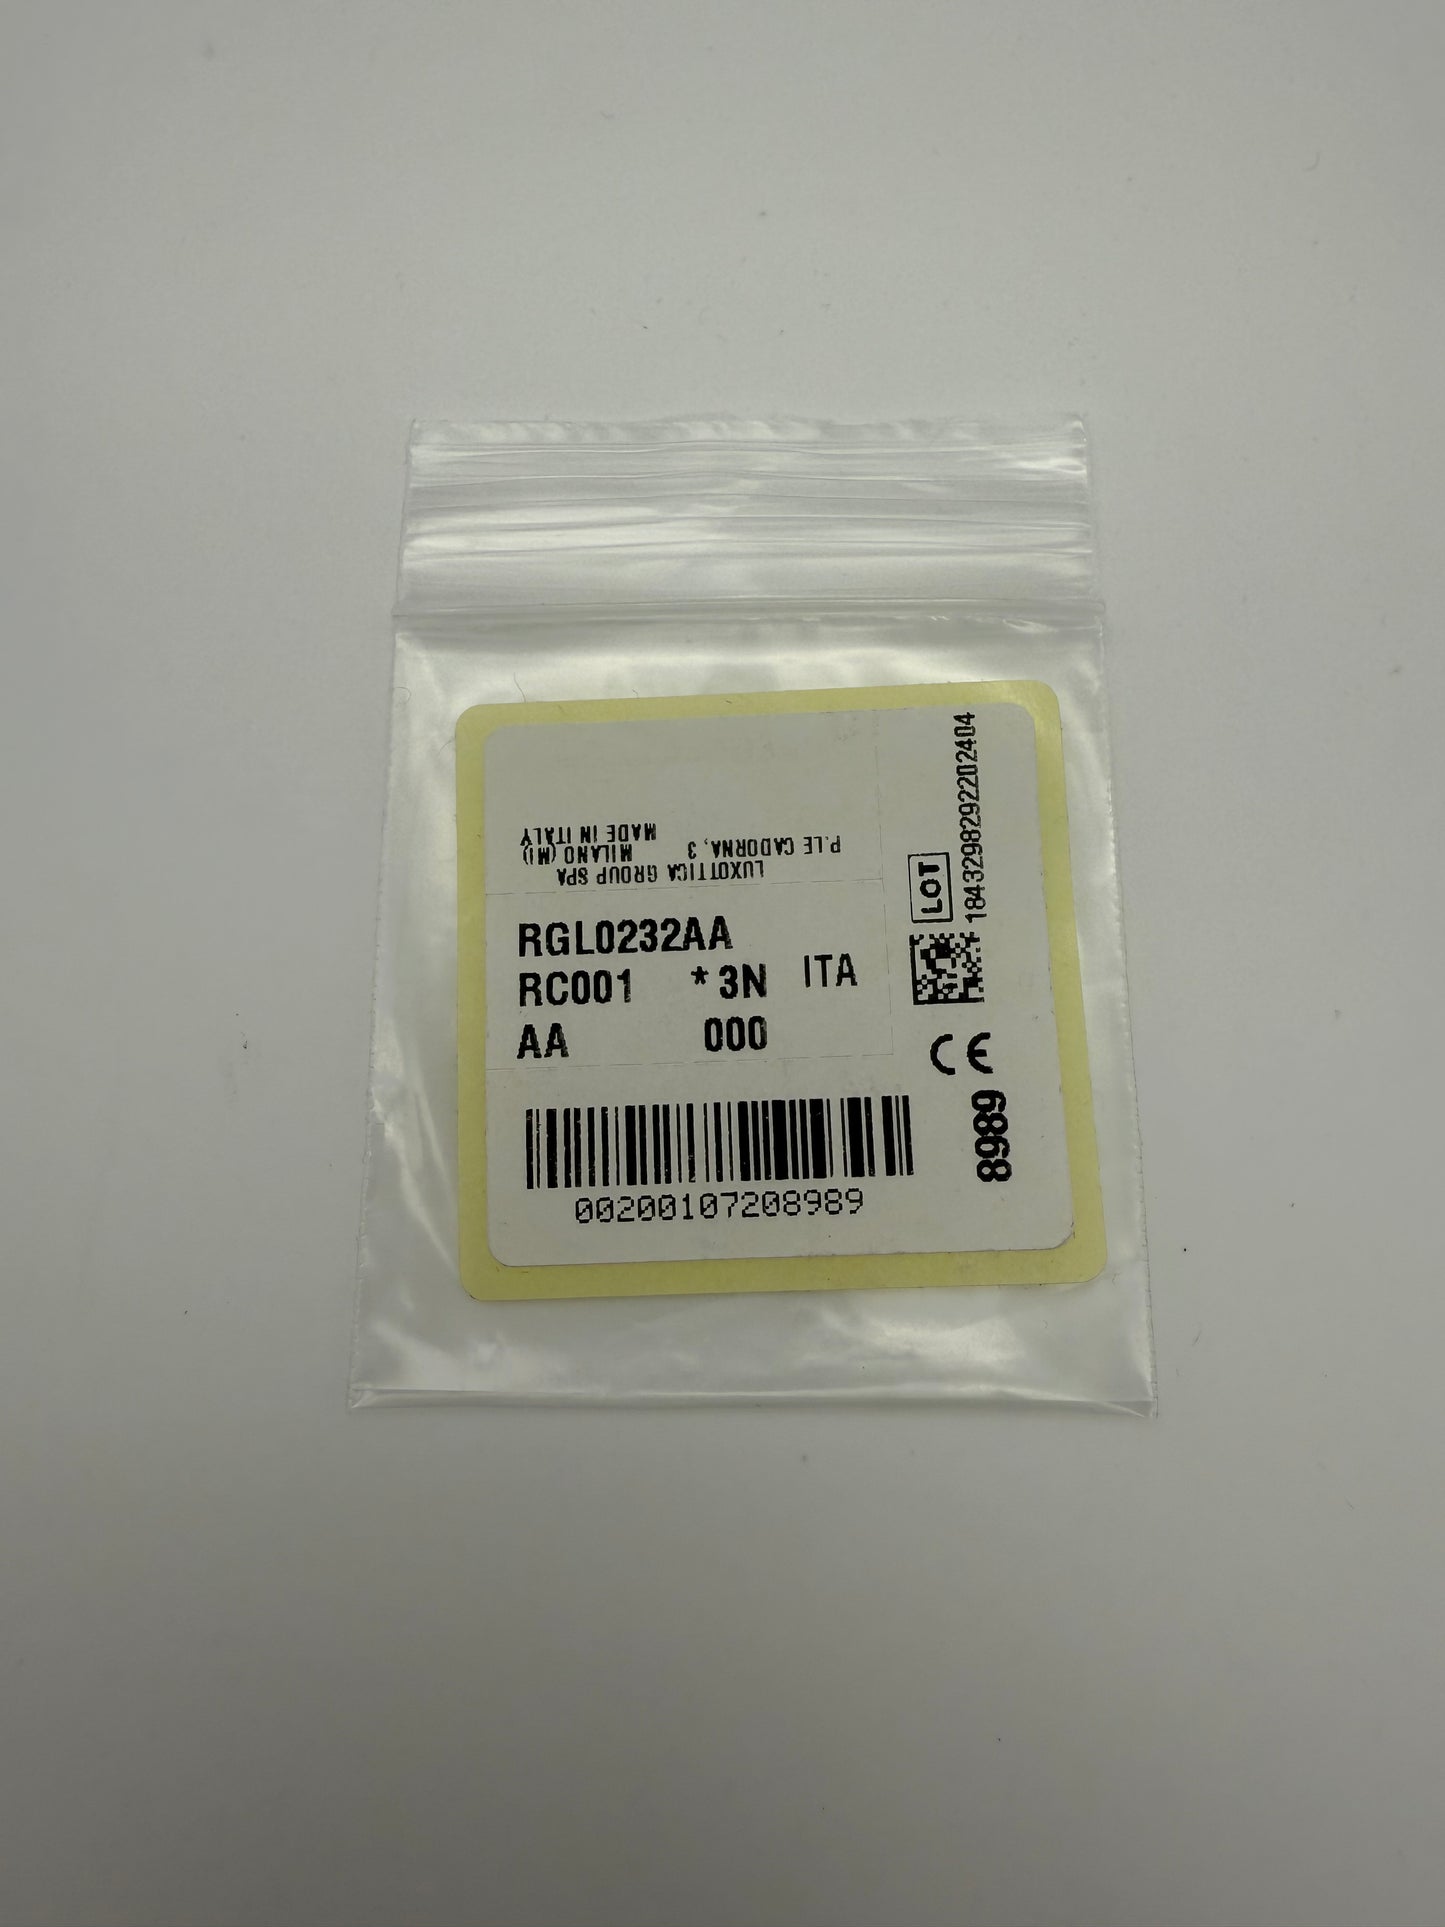 LUXOTTICA GROUP SPA
P.LE CADORNA, 3 MILANO (MI)
MADE IN ITALY
RGL0232AA
RC001 *3N ITA
AA 000
00200107208989
LOT
1843298292202404
CE
8989